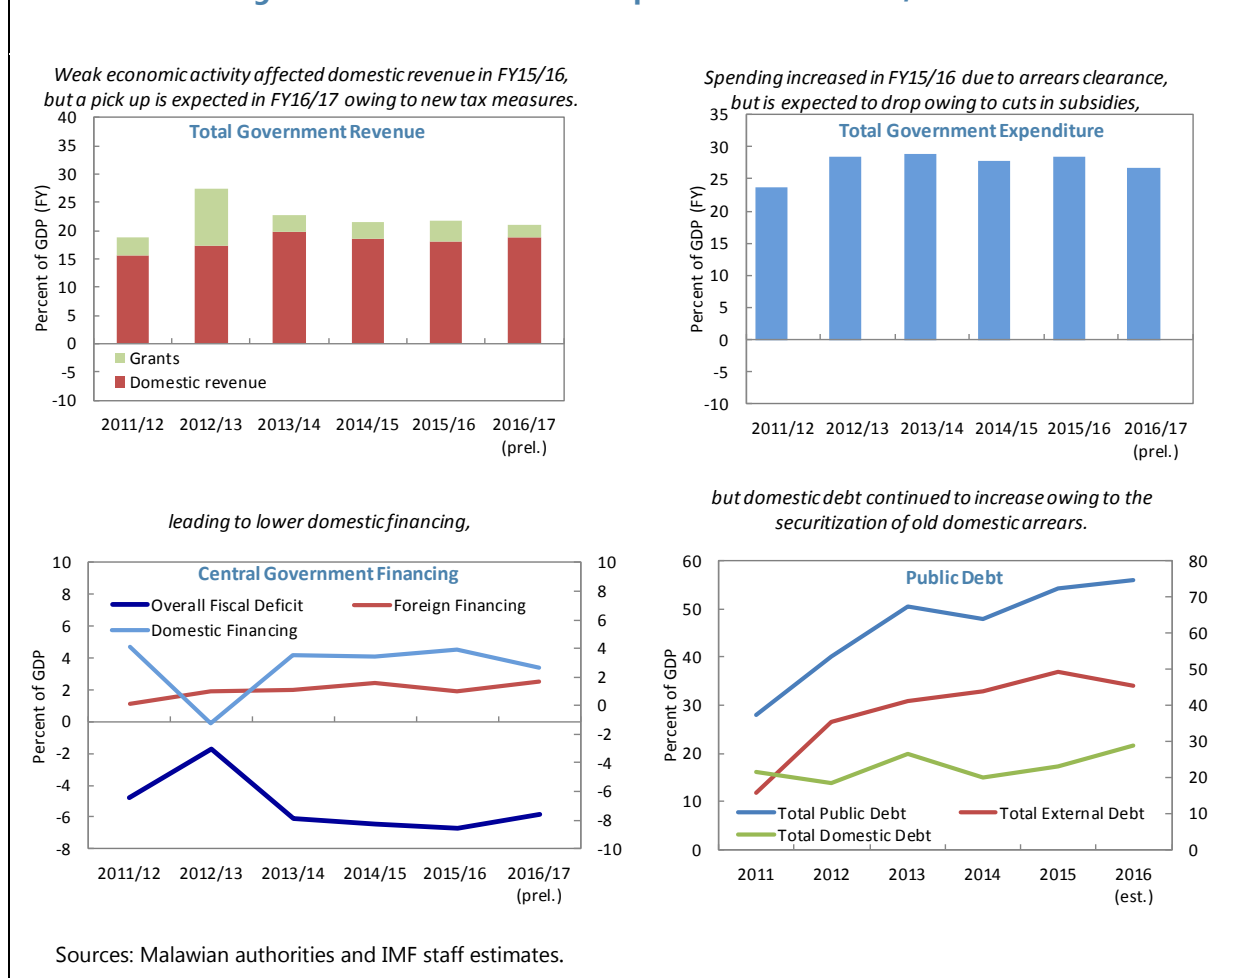 Weak economic activity affected domestic revenue in FY15/16,
but a pick up is expected in FY16/17 owing to new tax measures.
Total Government Revenue
Percent of GDP (FY)
40
35
30
25
20
15
10
5
0
-5
-10
Grants
Domestic revenue
2011/12 2012/13 2013/14 2014/15 2015/16 2016/17
(prel.)
Spending increased in FY15/16 due to arrears clearance,
but is expected to drop owing to cuts in subsidies,
Total Government Expenditure
Percent of GDP (FY)
35
30
25
20
15
10
5
0
-5
-10
2011/12 2012/13 2013/14 2014/15 2015/16 2016/17
(prel.)
leading to lower domestic financing,
Central Government Financing
Percent of GDP
10
8
6
4
2
0
-2
-4
-6
-8
Overall Fiscal Deficit
Foreign Financing
Domestic Financing
10
8
6
4
2
0
-2
-4
-6
-8
-10
2011/12 2012/13 2013/14 2014/15 2015/16 2016/17
(prel.)
but domestic debt continued to increase owing to the
securitization of old domestic arrears.
Public Debt
Percent of GDP
60
50
40
30
20
10
0
Total Public Debt
Total External Debt
Total Domestic Debt
80
70
60
50
40
30
20
10
0
2011 2012 2013 2014 2015 2016
(est.)
Sources: Malawian authorities and IMF staff estimates.